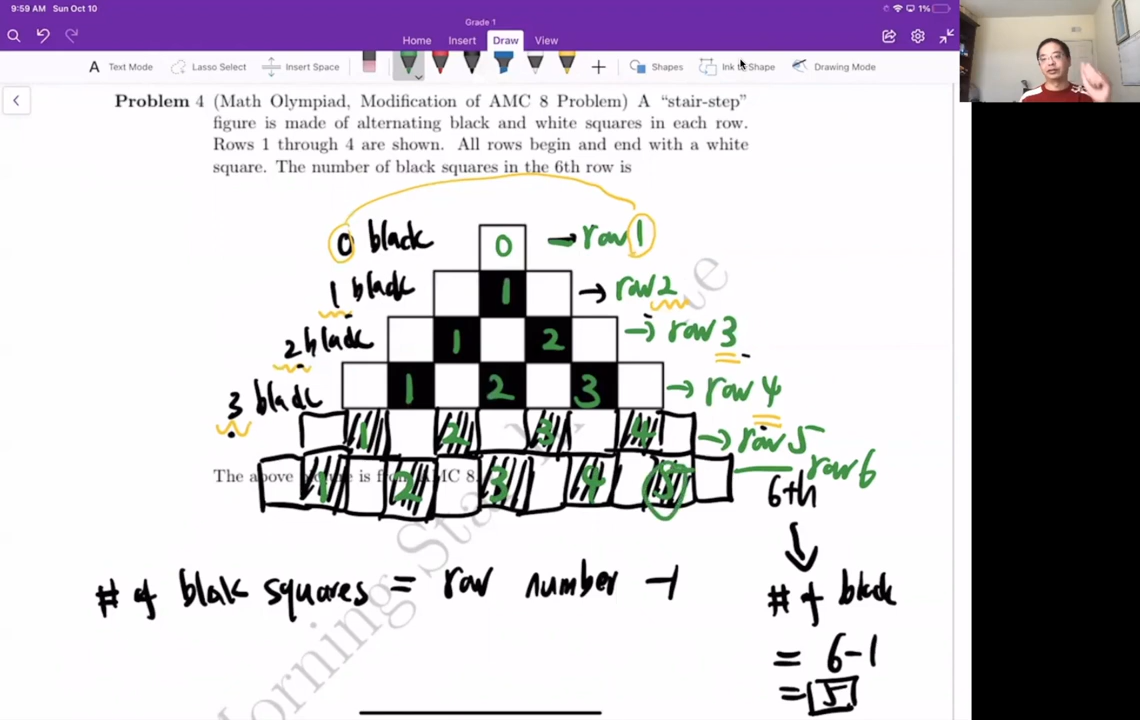 9:59 AM Sun Oct 10
1%
Grade 1
Home Insert Draw View
A Text Mode Lasso Select Insert Space Shapes Ink to Shape Drawing Mode
Problem 4 (Math Olympiad, Modification of AMC 8 Problem) A “stair-step”
figure is made of alternating black and white squares in each row.
Rows 1 through 4 are shown. All rows begin and end with a white
square. The number of black squares in the 6th row is
0 black 0 → row 1
1 black 1 → row 2
2 black 1 2 → row 3
3 black 1 2 3 → row 4
1 2 3 4 → row 5
The above is from AMC 8. 1 2 3 4 5 row 6
6th
# of blak squares = row number -1
# of black
= 6-1
= 5
Morning Sta